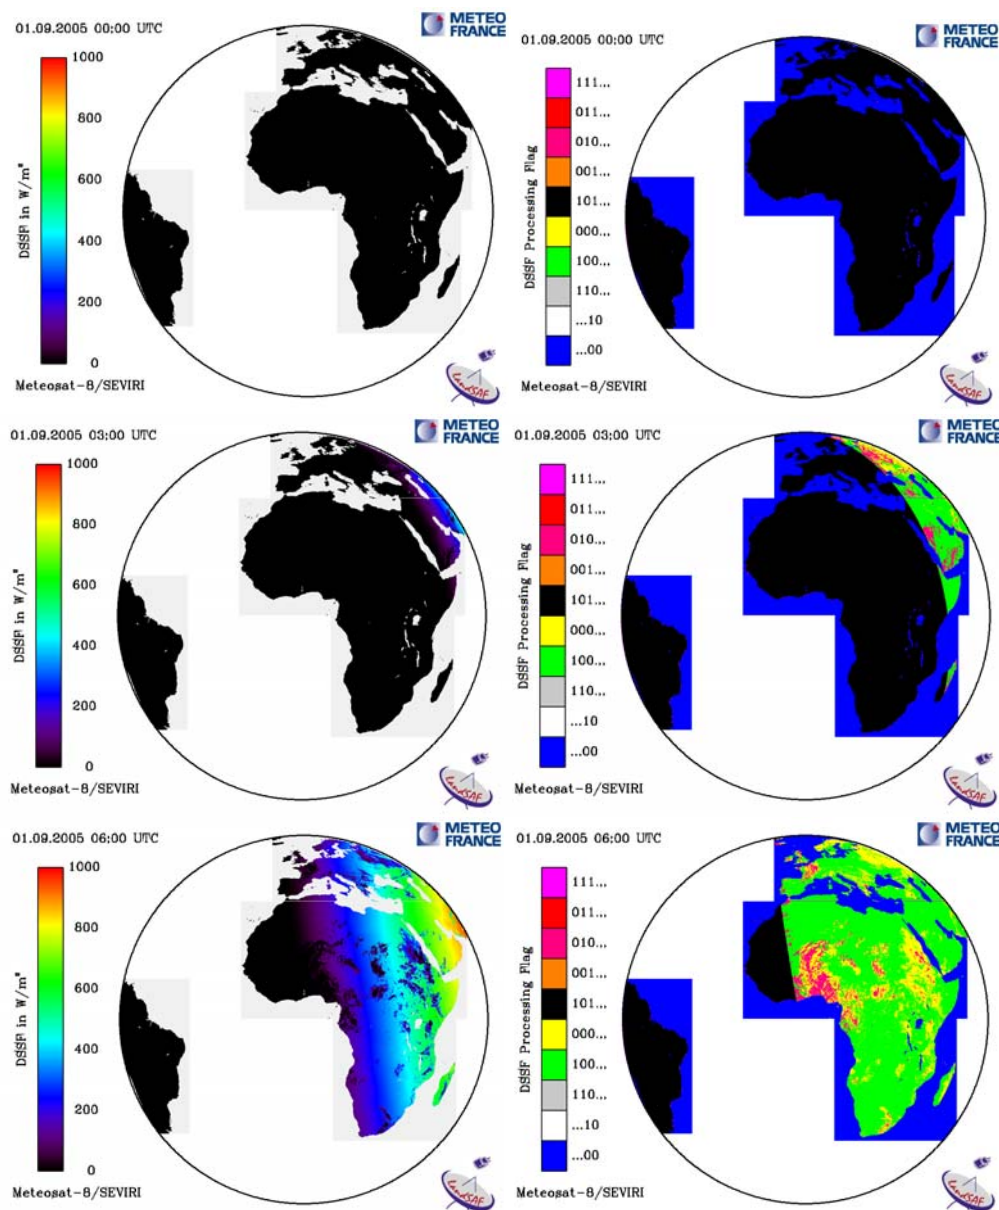 01.09.2005 00:00 UTC
METEO
FRANCE
1000
800
600
400
200
0
DSSF in W/m²
Meteosat-8/SEVIRI
LandSAF
01.09.2005 00:00 UTC
METEO
FRANCE
111...
011...
010...
001...
101...
000...
100...
110...
...10
...00
DSSF Processing Flag
Meteosat-8/SEVIRI
LandSAF
01.09.2005 03:00 UTC
METEO
FRANCE
1000
800
600
400
200
0
DSSF in W/m²
Meteosat-8/SEVIRI
LandSAF
01.09.2005 03:00 UTC
METEO
FRANCE
111...
011...
010...
001...
101...
000...
100...
110...
...10
...00
DSSF Processing Flag
Meteosat-8/SEVIRI
LandSAF
01.09.2005 06:00 UTC
METEO
FRANCE
1000
800
600
400
200
0
DSSF in W/m²
Meteosat-8/SEVIRI
LandSAF
01.09.2005 06:00 UTC
METEO
FRANCE
111...
011...
010...
001...
101...
000...
100...
110...
...10
...00
DSSF Processing Flag
Meteosat-8/SEVIRI
LandSAF